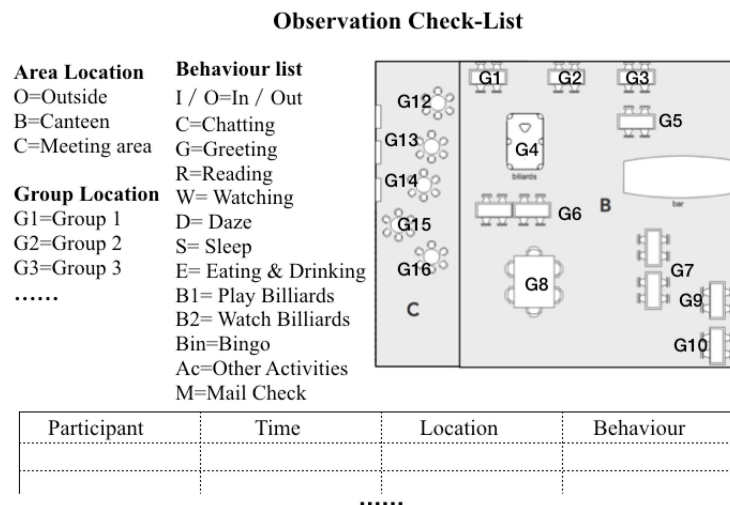 Observation Check-List
Area Location
O=Outside
B=Canteen
C=Meeting area
Group Location
G1=Group 1
G2=Group 2
G3=Group 3
......
Behaviour list
I / O=In / Out
C=Chatting
G=Greeting
R=Reading
W= Watching
D= Daze
S= Sleep
E= Eating & Drinking
B1= Play Billiards
B2= Watch Billiards
Bin=Bingo
Ac=Other Activities
M=Mail Check
G1 G2 G3
G12
G5
G13
G4
billiards
G14
B
bar
G6
G15
G16
G7
G8
G9
C
G10
Participant Time Location Behaviour
......